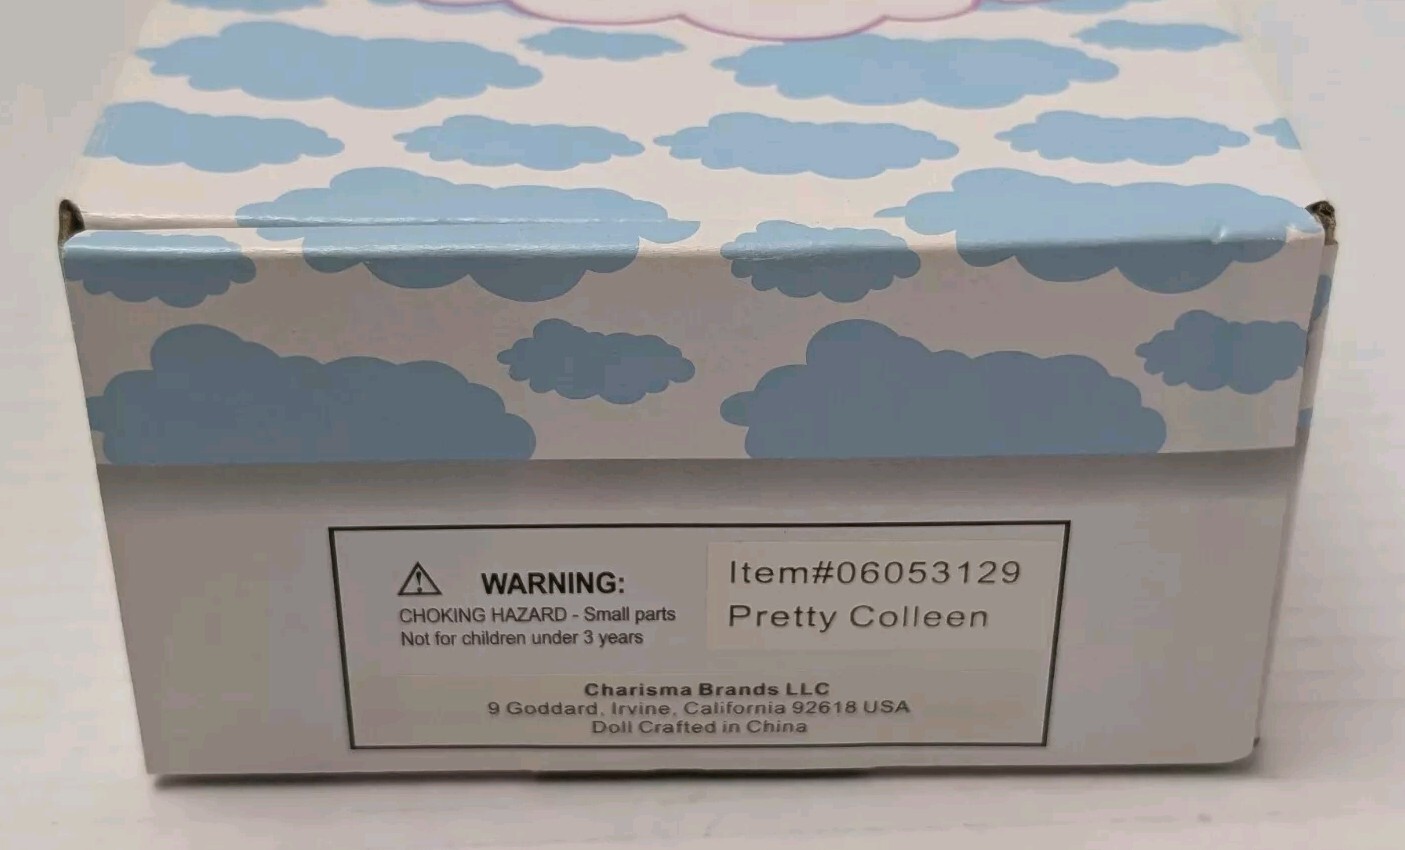 WARNING:
CHOKING HAZARD - Small parts
Not for children under 3 years
Item#06053129
Pretty Colleen
Charisma Brands LLC
9 Goddard, Irvine, California 92618 USA
Doll Crafted in China